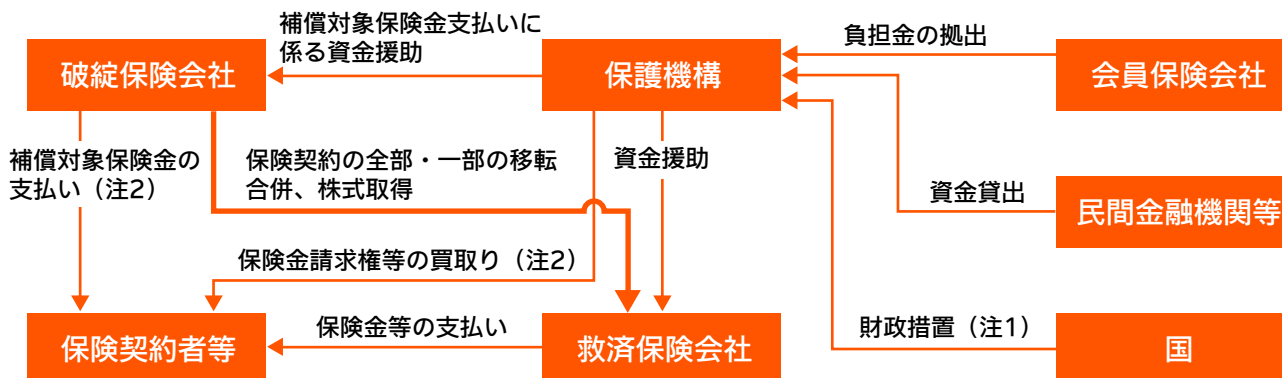 補償対象保険金支払いに
係る資金援助
負担金の拠出
破綻保険会社
保護機構
会員保険会社
補償対象保険金の
支払い（注2）
保険契約の全部・一部の移転
合併、株式取得
資金援助
資金貸出
民間金融機関等
保険金請求権等の買取り（注2）
保険金等の支払い
財政措置（注1）
保険契約者等
救済保険会社
国